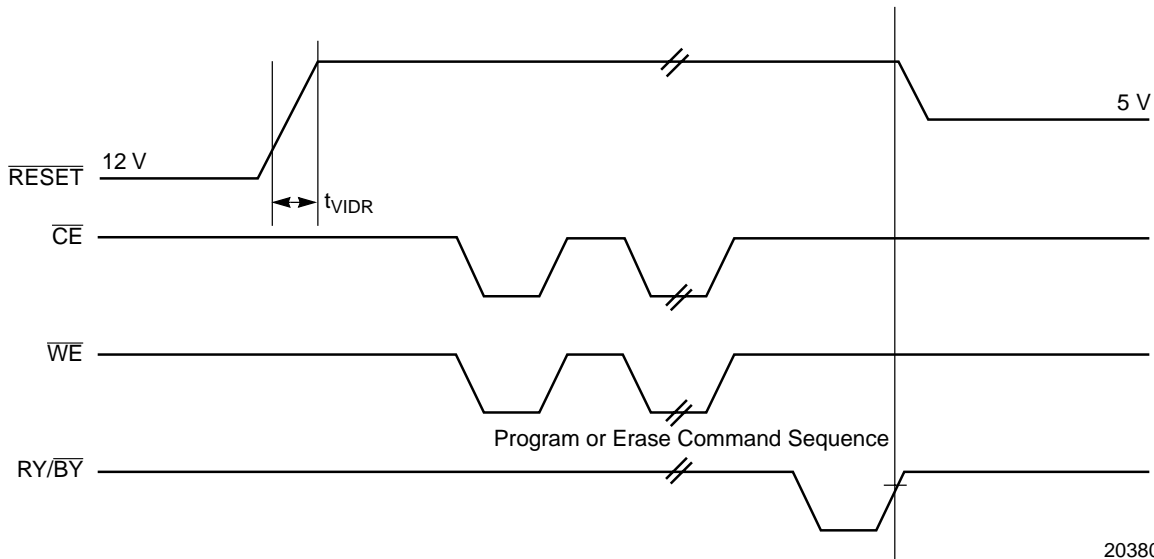 5 V
12 V
RESET
tVIDR
CE
WE
Program or Erase Command Sequence
RY/BY
20380